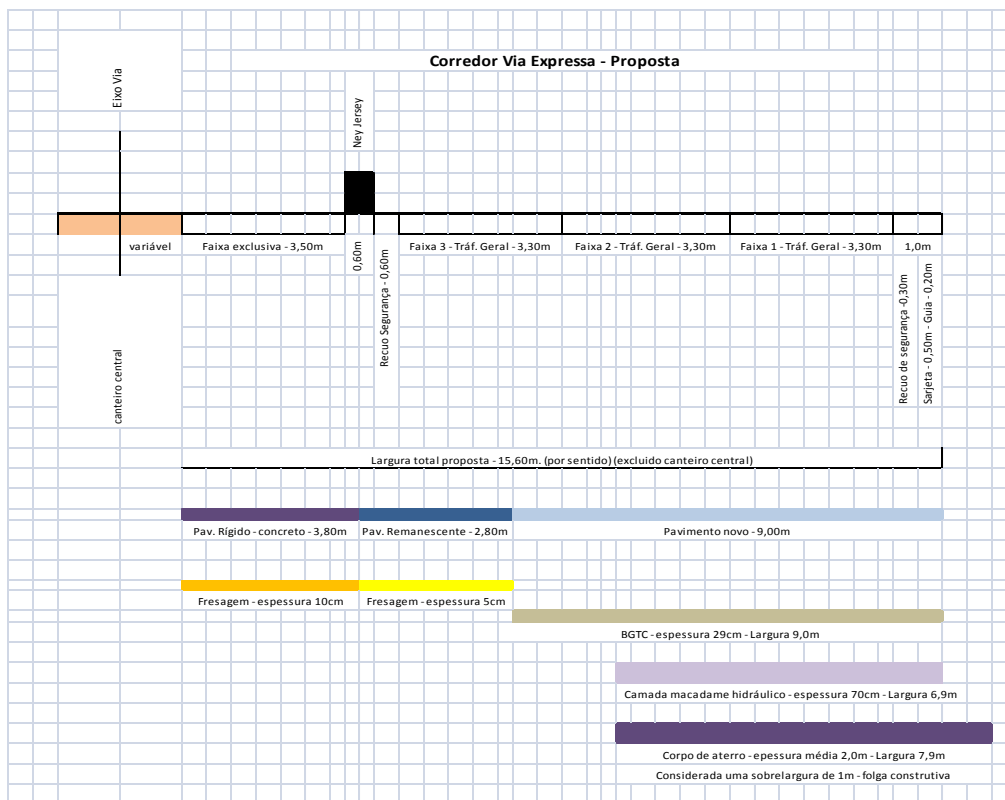 Corredor Via Expressa - Proposta
Eixo Via
Ney Jersey
variável
Faixa exclusiva - 3,50m
0,60m
Recuo Segurança - 0,60m
Faixa 3 - Tráf. Geral - 3,30m
Faixa 2 - Tráf. Geral - 3,30m
Faixa 1 - Tráf. Geral - 3,30m
1,0m
Recuo de segurança -0,30m
Sarjeta - 0,50m - Guia - 0,20m
canteiro central
Largura total proposta - 15,60m. (por sentido) (excluido canteiro central)
Pav. Rígido - concreto - 3,80m
Pav. Remanescente - 2,80m
Pavimento novo - 9,00m
Fresagem - espessura 10cm
Fresagem - espessura 5cm
BGTC - espessura 29cm - Largura 9,0m
Camada macadame hidráulico - espessura 70cm - Largura 6,9m
Corpo de aterro - epessura média 2,0m - Largura 7,9m
Considerada uma sobrelargura de 1m - folga construtiva